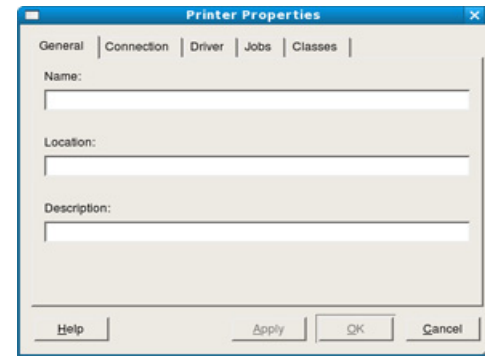 Printer Properties
General Connection Driver Jobs Classes
Name:
Location:
Description:
Help Apply OK Cancel